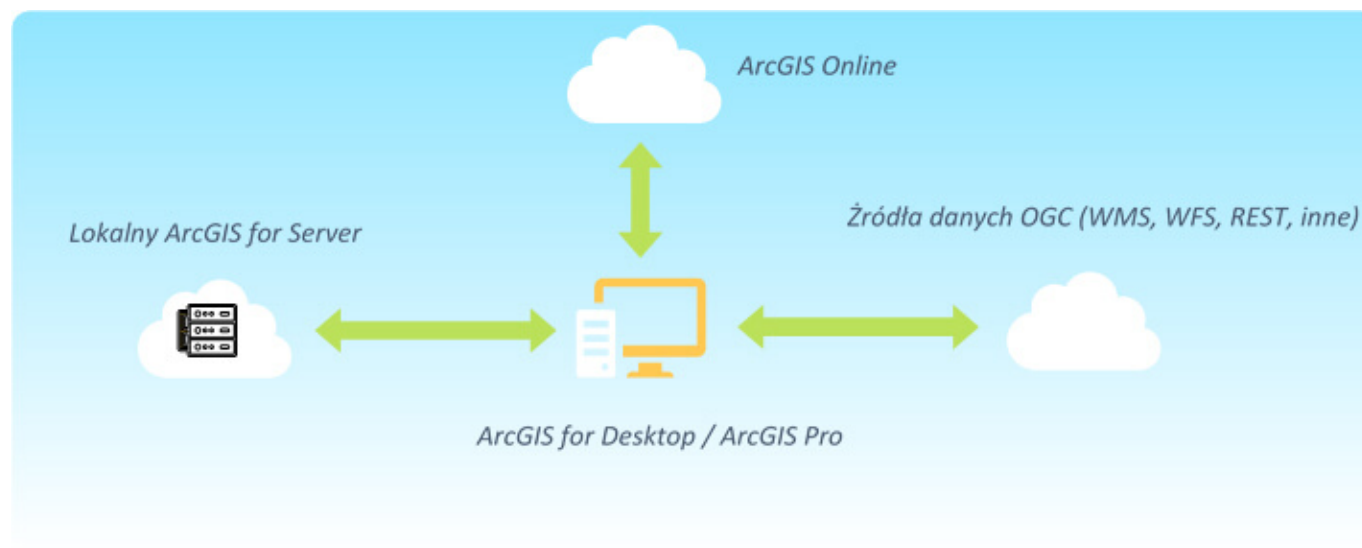 ArcGIS Online
Źródła danych OGC (WMS, WFS, REST, inne)
Lokalny ArcGIS for Server
ArcGIS for Desktop / ArcGIS Pro